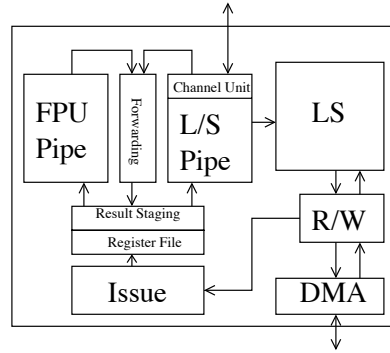 Channel Unit
FPU
Pipe
Forwarding
L/S
Pipe
LS
Result Staging
Register File
R/W
Issue
DMA